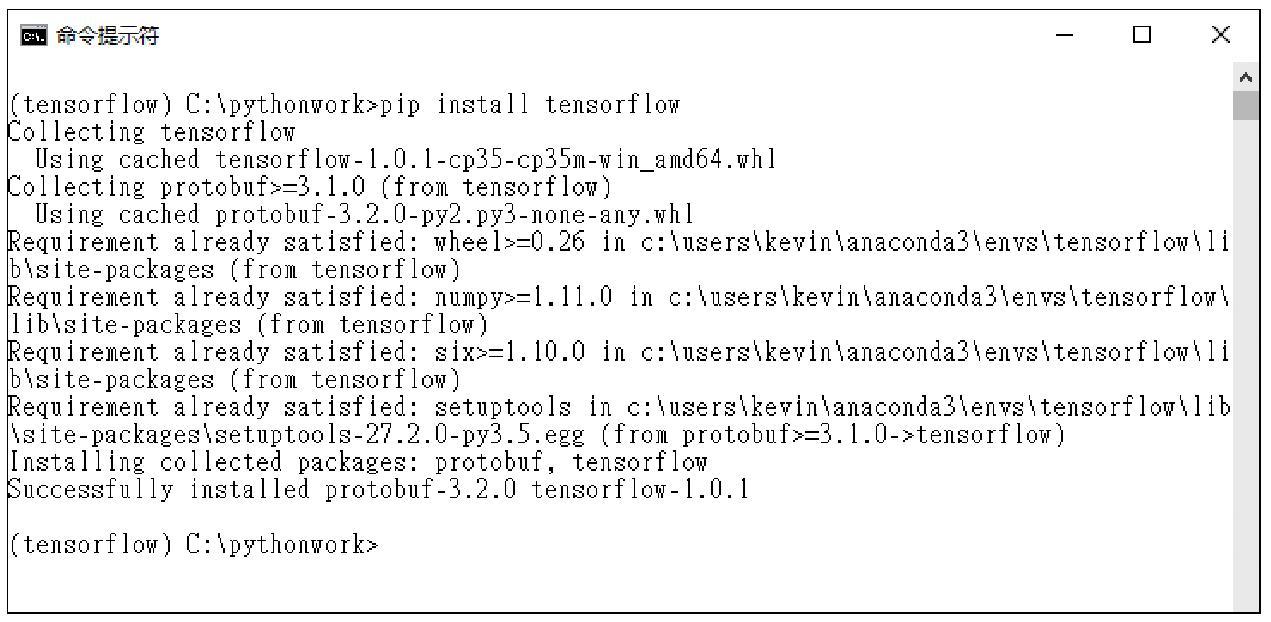 命令提示符
(tensorflow) C:\pythonwork>pip install tensorflow
Collecting tensorflow
  Using cached tensorflow-1.0.1-cp35-cp35m-win_amd64.whl
Collecting protobuf>=3.1.0 (from tensorflow)
  Using cached protobuf-3.2.0-py2.py3-none-any.whl
Requirement already satisfied: wheel>=0.26 in c:\users\kevin\anaconda3\envs\tensorflow\li
b\site-packages (from tensorflow)
Requirement already satisfied: numpy>=1.11.0 in c:\users\kevin\anaconda3\envs\tensorflow\
lib\site-packages (from tensorflow)
Requirement already satisfied: six>=1.10.0 in c:\users\kevin\anaconda3\envs\tensorflow\li
b\site-packages (from tensorflow)
Requirement already satisfied: setuptools in c:\users\kevin\anaconda3\envs\tensorflow\lib
\site-packages\setuptools-27.2.0-py3.5.egg (from protobuf>=3.1.0->tensorflow)
Installing collected packages: protobuf, tensorflow
Successfully installed protobuf-3.2.0 tensorflow-1.0.1
(tensorflow) C:\pythonwork>